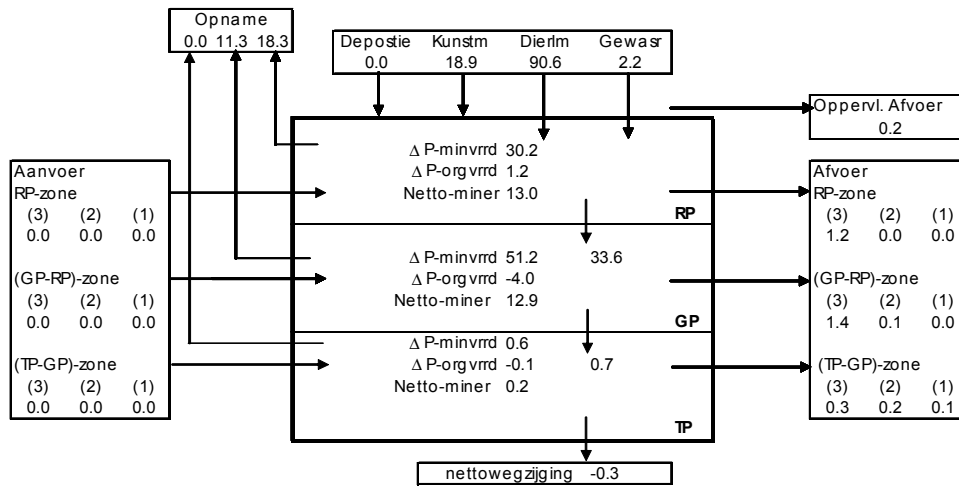 Opname
0.0 11.3 18.3
Depostie Kunstm Dierlm Gewasr
0.0 18.9 90.6 2.2
Oppervl. Afvoer
0.2
Aanvoer
RP-zone
(3) (2) (1)
0.0 0.0 0.0
(GP-RP)-zone
(3) (2) (1)
0.0 0.0 0.0
(TP-GP)-zone
(3) (2) (1)
0.0 0.0 0.0
Δ P-minvrrd 30.2
Δ P-orgvrrd 1.2
Netto-miner 13.0
RP
Δ P-minvrrd 51.2 33.6
Δ P-orgvrrd -4.0
Netto-miner 12.9
GP
Δ P-minvrrd 0.6
Δ P-orgvrrd -0.1 0.7
Netto-miner 0.2
TP
Afvoer
RP-zone
(3) (2) (1)
1.2 0.0 0.0
(GP-RP)-zone
(3) (2) (1)
1.4 0.1 0.0
(TP-GP)-zone
(3) (2) (1)
0.3 0.2 0.1
nettowegzijging -0.3